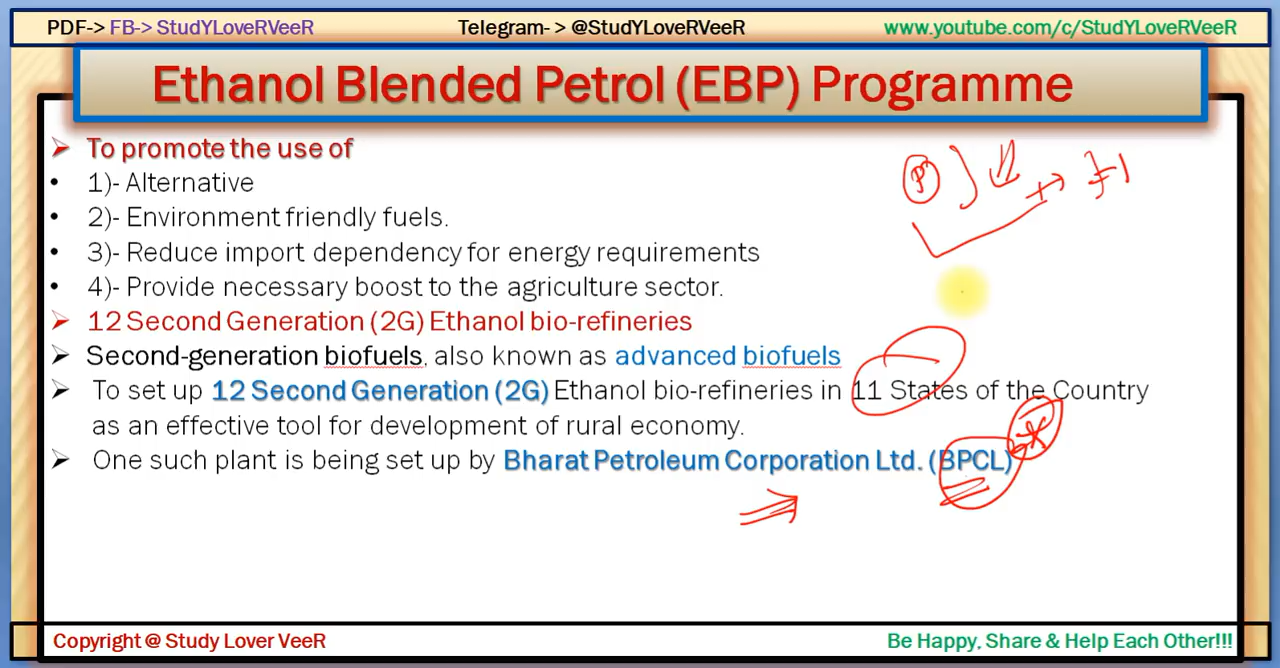 PDF-> FB-> StudYLoveRVeeR
Telegram- > @StudYLoveRVeeR
www.youtube.com/c/StudYLoveRVeeR
Ethanol Blended Petrol (EBP) Programme
➢ To promote the use of
• 1)- Alternative
• 2)- Environment friendly fuels.
• 3)- Reduce import dependency for energy requirements
• 4)- Provide necessary boost to the agriculture sector.
➢ 12 Second Generation (2G) Ethanol bio-refineries
➢ Second-generation biofuels, also known as advanced biofuels
➢ To set up 12 Second Generation (2G) Ethanol bio-refineries in 11 States of the Country
as an effective tool for development of rural economy.
➢ One such plant is being set up by Bharat Petroleum Corporation Ltd. (BPCL)
Copyright @ Study Lover VeeR
Be Happy, Share & Help Each Other!!!